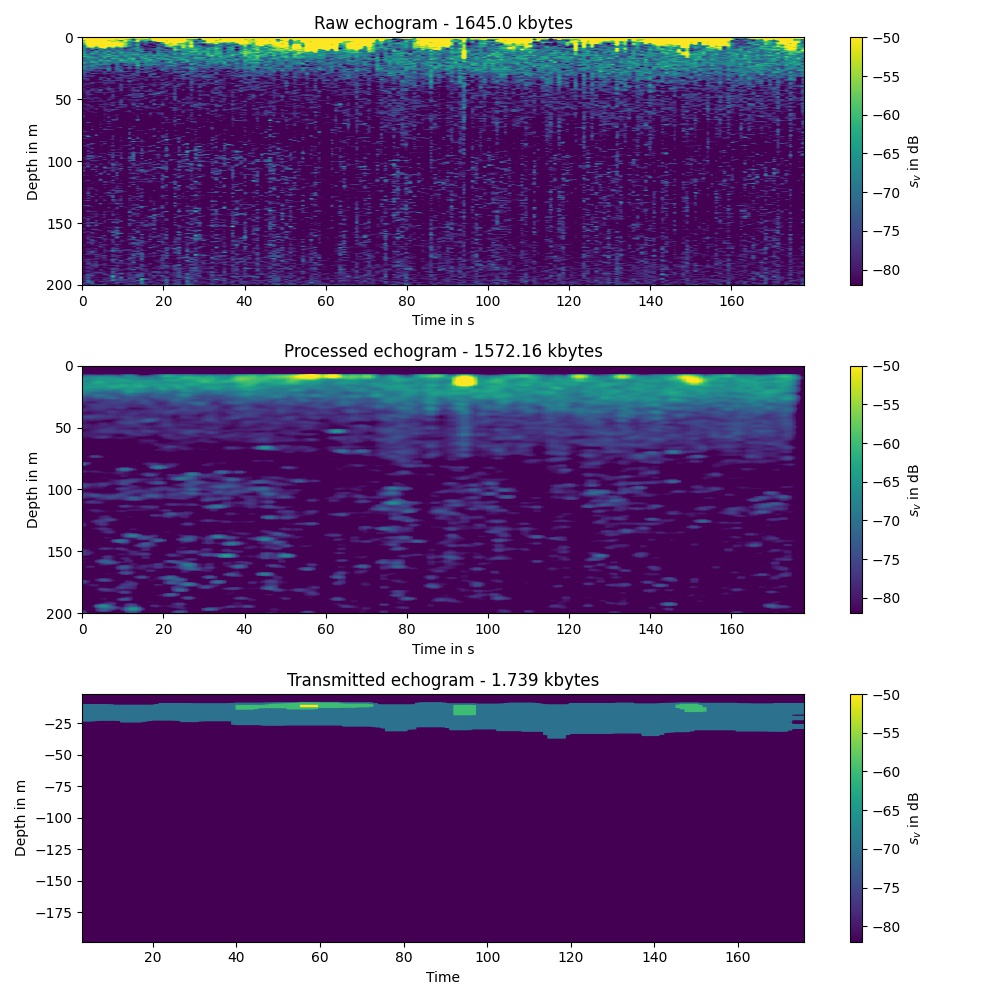 Raw echogram - 1645.0 kbytes
0
50
100
150
200
Depth in m
0 20 40 60 80 100 120 140 160
Time in s
−50
−55
−60
−65
−70
−75
−80
sv in dB
Processed echogram - 1572.16 kbytes
0
50
100
150
200
Depth in m
0 20 40 60 80 100 120 140 160
Time in s
−50
−55
−60
−65
−70
−75
−80
sv in dB
Transmitted echogram - 1.739 kbytes
−25
−50
−75
−100
−125
−150
−175
Depth in m
20 40 60 80 100 120 140 160
Time
−50
−55
−60
−65
−70
−75
−80
sv in dB